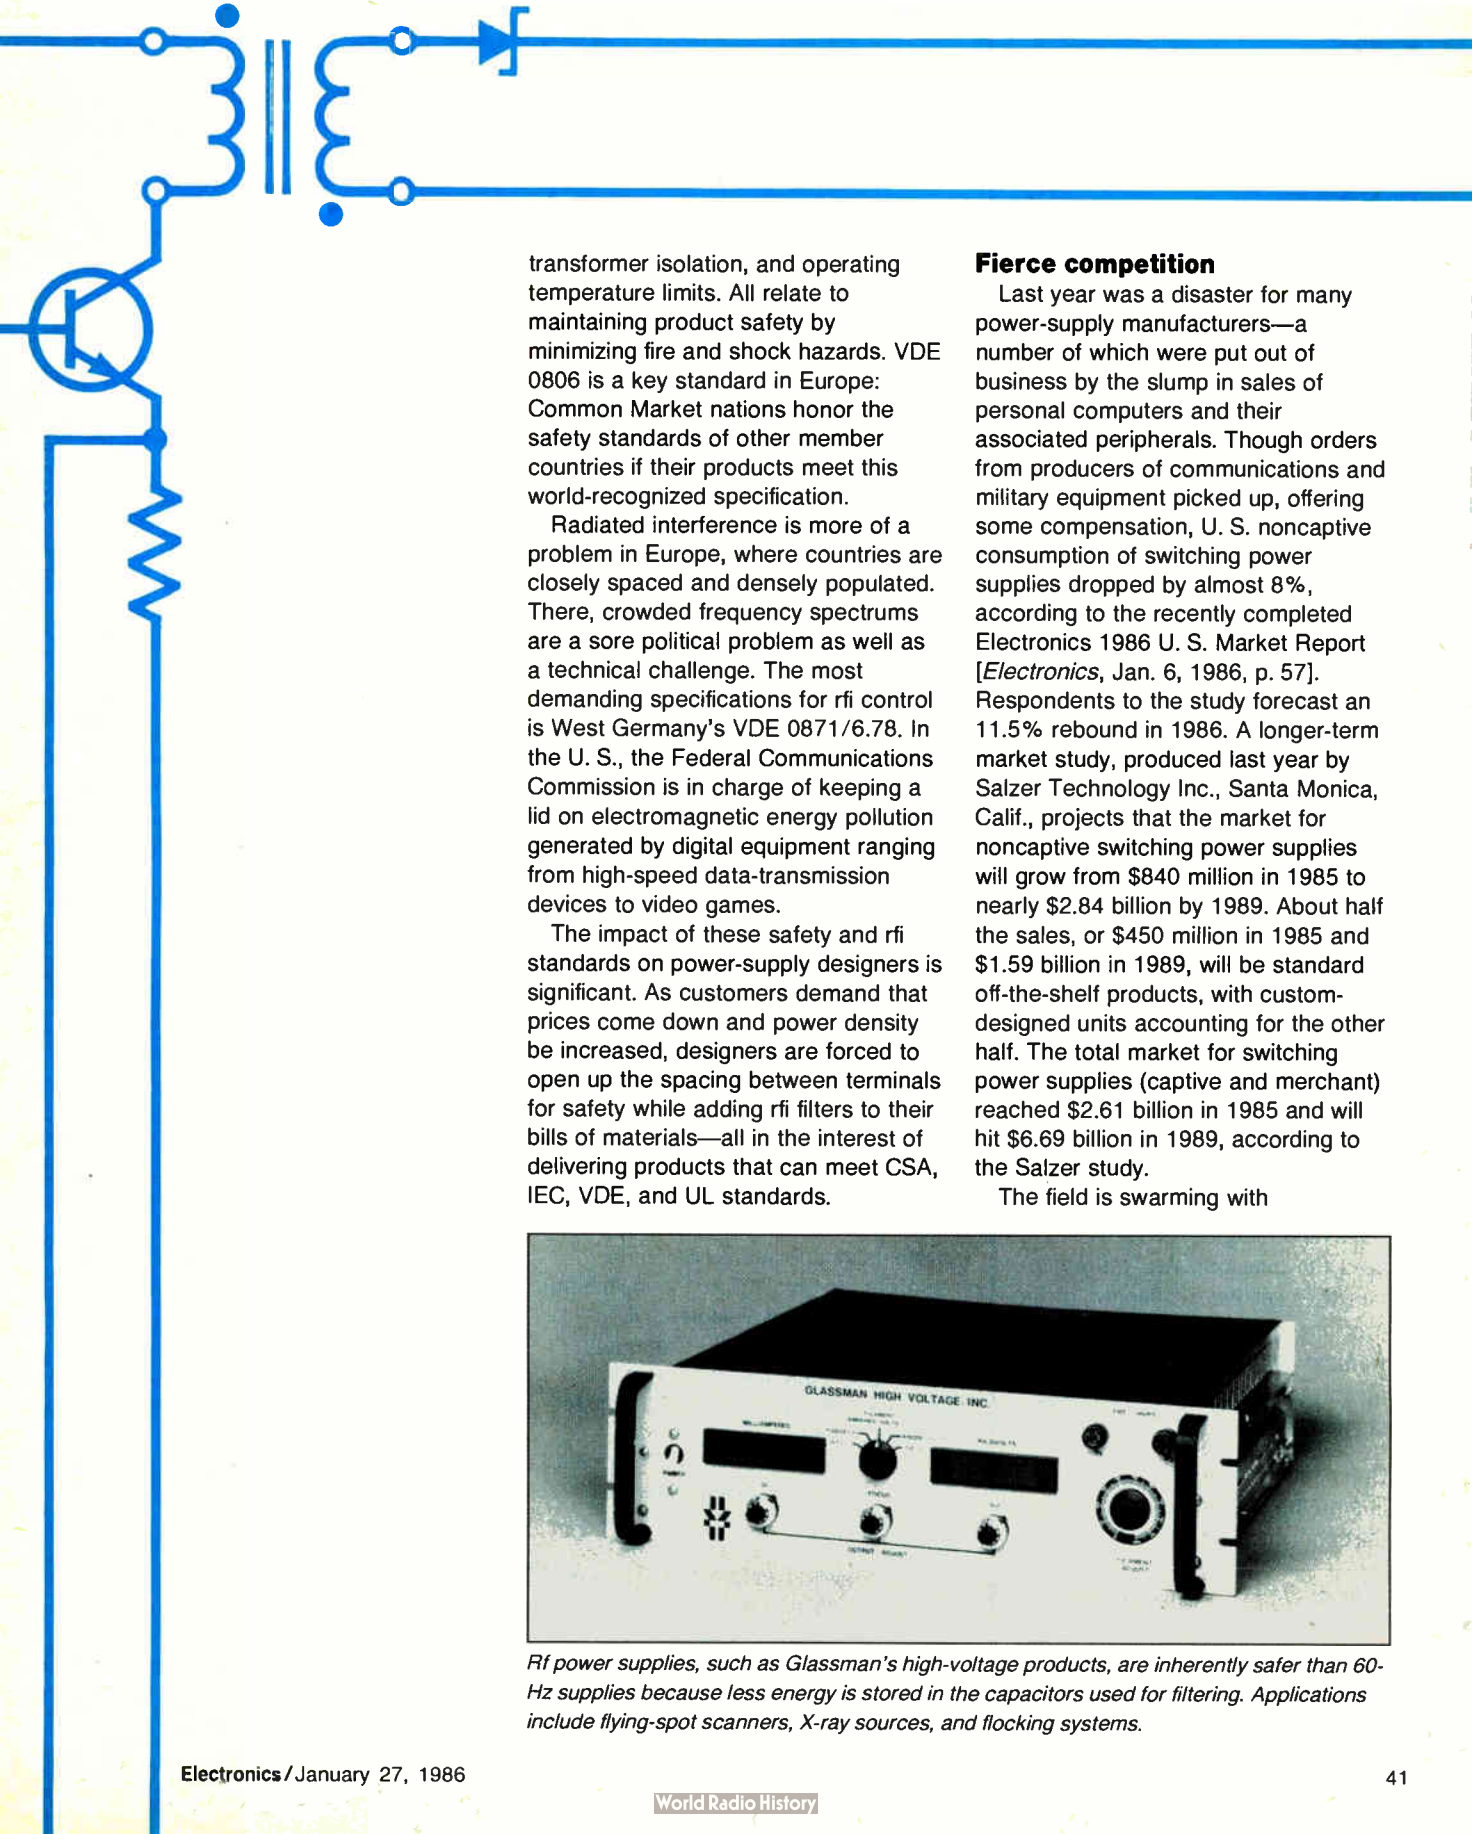 transformer isolation, and operating
temperature limits. All relate to
maintaining product safety by
minimizing fire and shock hazards. VDE
0806 is a key standard in Europe:
Common Market nations honor the
safety standards of other member
countries if their products meet this
world-recognized specification.
Radiated interference is more of a
problem in Europe, where countries are
closely spaced and densely populated.
There, crowded frequency spectrums
are a sore political problem as well as
a technical challenge. The most
demanding specifications for rfi control
is West Germany's VDE 0871/6.78. In
the U. S., the Federal Communications
Commission is in charge of keeping a
lid on electromagnetic energy pollution
generated by digital equipment ranging
from high-speed data-transmission
devices to video games.
The impact of these safety and rfi
standards on power-supply designers is
significant. As customers demand that
prices come down and power density
be increased, designers are forced to
open up the spacing between terminals
for safety while adding rfi filters to their
bills of materials—all in the interest of
delivering products that can meet CSA,
IEC, VDE, and UL standards.
Fierce competition
Last year was a disaster for many
power-supply manufacturers—a
number of which were put out of
business by the slump in sales of
personal computers and their
associated peripherals. Though orders
from producers of communications and
military equipment picked up, offering
some compensation, U. S. noncaptive
consumption of switching power
supplies dropped by almost 8%,
according to the recently completed
Electronics 1986 U. S. Market Report
[Electronics, Jan. 6, 1986, p. 57].
Respondents to the study forecast an
11.5% rebound in 1986. A longer-term
market study, produced last year by
Salzer Technology Inc., Santa Monica,
Calif., projects that the market for
noncaptive switching power supplies
will grow from $840 million in 1985 to
nearly $2.84 billion by 1989. About half
the sales, or $450 million in 1985 and
$1.59 billion in 1989, will be standard
off-the-shelf products, with custom-
designed units accounting for the other
half. The total market for switching
power supplies (captive and merchant)
reached $2.61 billion in 1985 and will
hit $6.69 billion in 1989, according to
the Salzer study.
The field is swarming with
GLASSMAN HIGH VOLTAGE INC.
MILLIAMPERES
KILOVOLTS
POWER
OUTPUT ADJUST
Rf power supplies, such as Glassman's high-voltage products, are inherently safer than 60-
Hz supplies because less energy is stored in the capacitors used for filtering. Applications
include flying-spot scanners, X-ray sources, and flocking systems.
Electronics/January 27, 1986
41
World Radio History